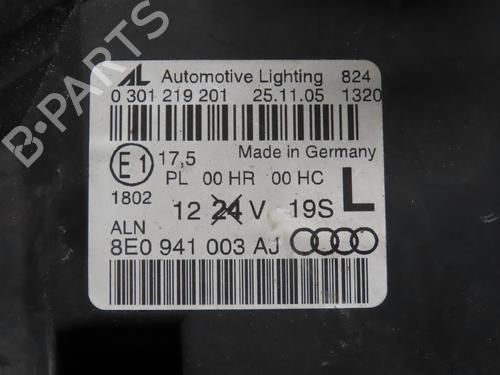 AL Automotive Lighting 824
0 301 219 201 25.11.05 1320
E1 17,5 Made in Germany
PL 00 HR 00 HC
1802
12 24 V 19S L
ALN
8E0 941 003 AJ
B-PARTS